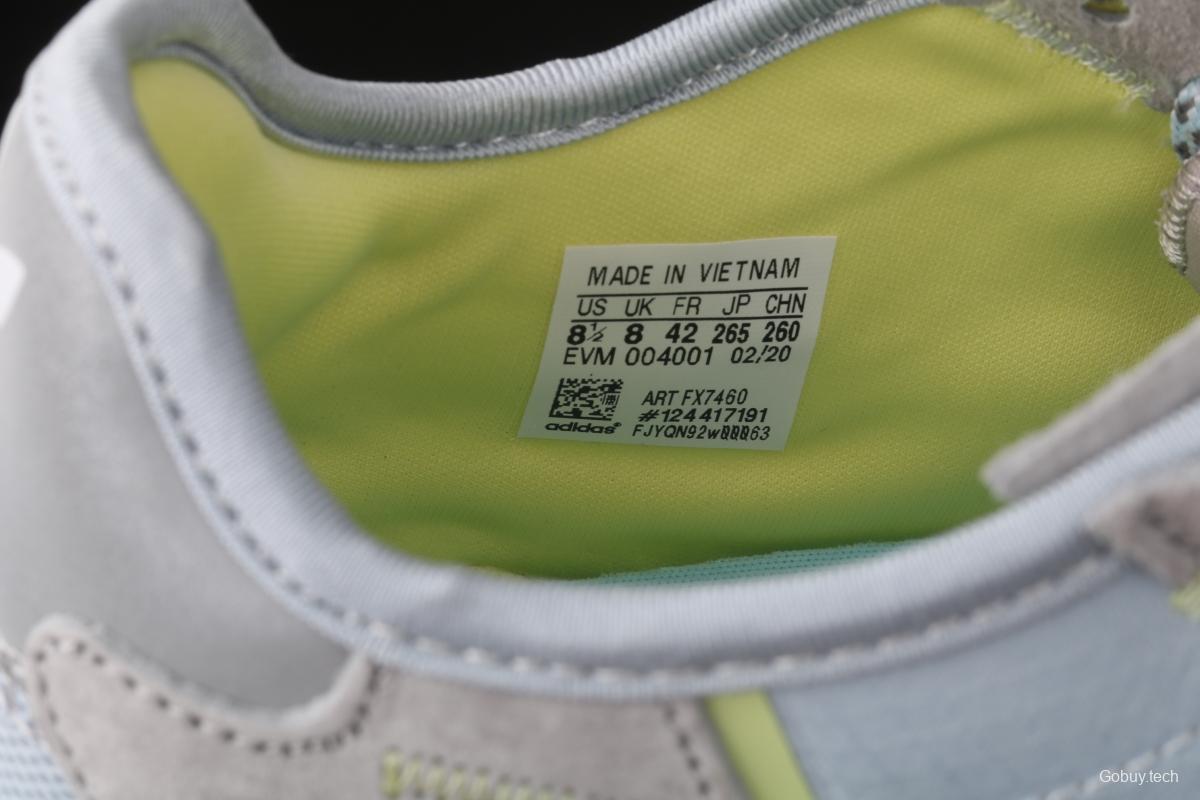 MADE IN VIETNAM
US UK FR JP CHN
8½ 8 42 265 260
EVM 004001 02/20
ART FX7460
#124417191
adidas®
Gobuy.tech